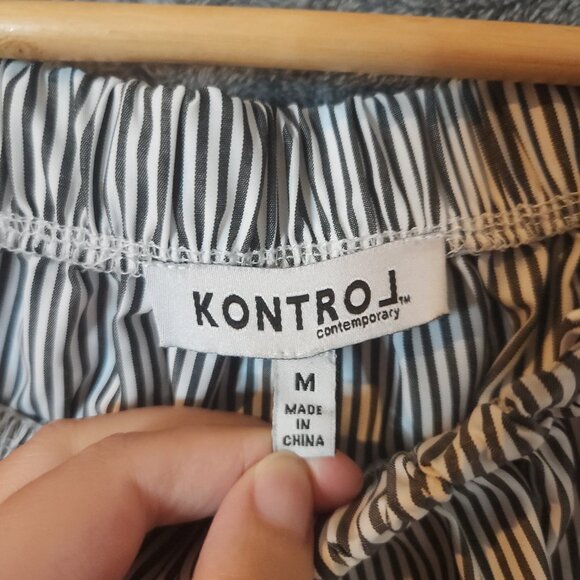 KONTROL™
contemporary
M
MADE
IN
CHINA